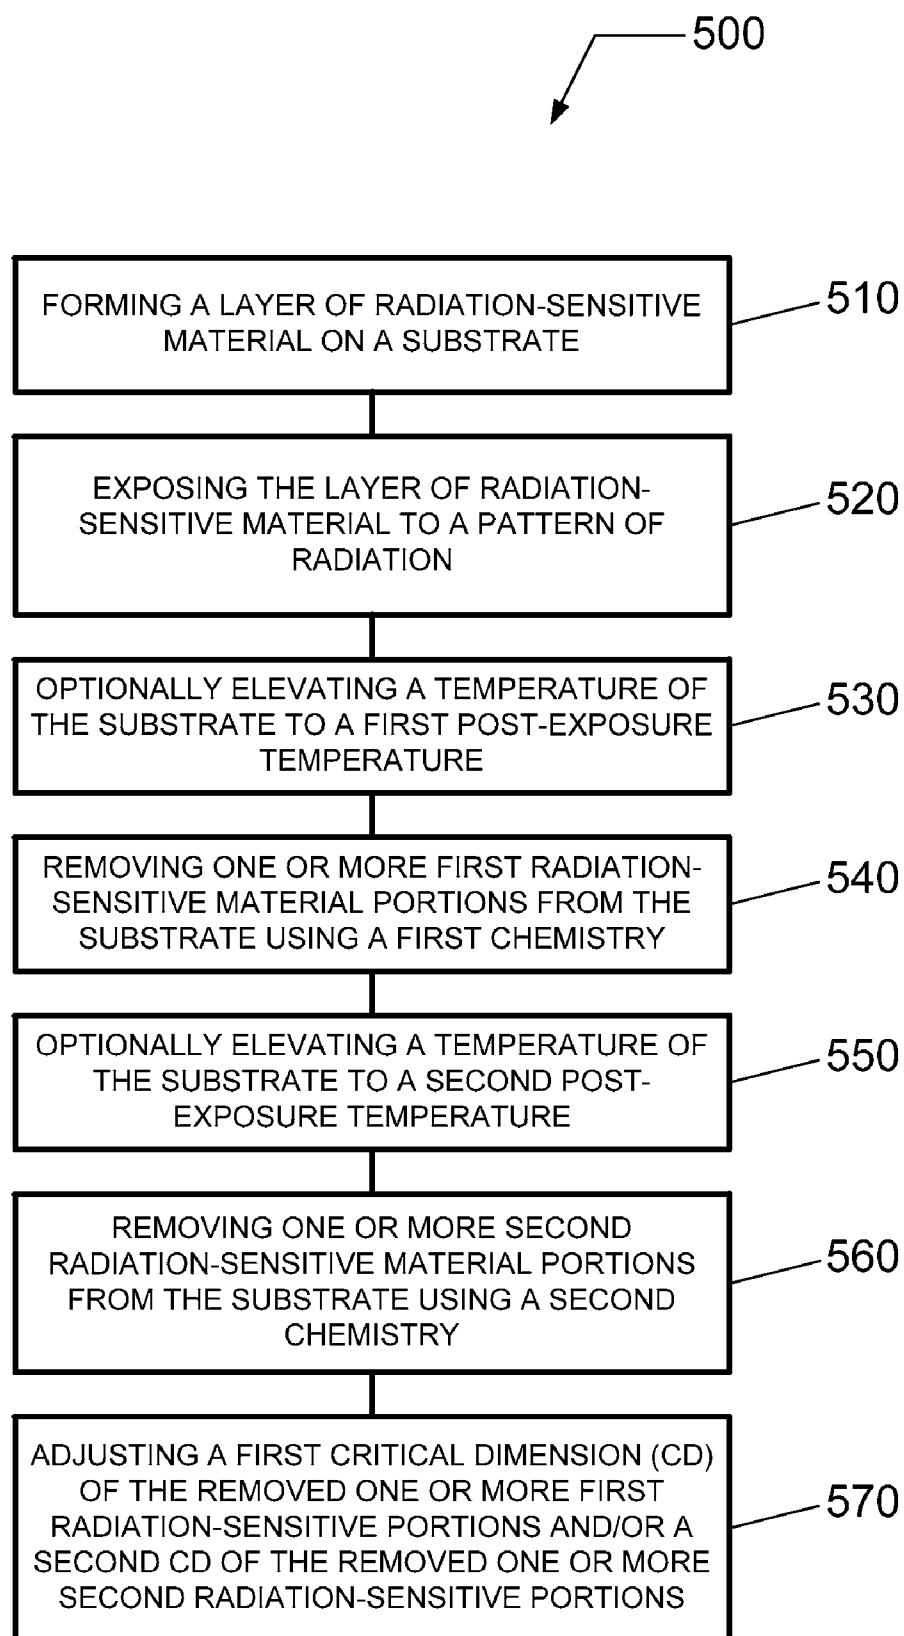 500
FORMING A LAYER OF RADIATION-SENSITIVE
MATERIAL ON A SUBSTRATE
510
EXPOSING THE LAYER OF RADIATION-
SENSITIVE MATERIAL TO A PATTERN OF
RADIATION
520
OPTIONALLY ELEVATING A TEMPERATURE OF
THE SUBSTRATE TO A FIRST POST-EXPOSURE
TEMPERATURE
530
REMOVING ONE OR MORE FIRST RADIATION-
SENSITIVE MATERIAL PORTIONS FROM THE
SUBSTRATE USING A FIRST CHEMISTRY
540
OPTIONALLY ELEVATING A TEMPERATURE OF
THE SUBSTRATE TO A SECOND POST-
EXPOSURE TEMPERATURE
550
REMOVING ONE OR MORE SECOND
RADIATION-SENSITIVE MATERIAL PORTIONS
FROM THE SUBSTRATE USING A SECOND
CHEMISTRY
560
ADJUSTING A FIRST CRITICAL DIMENSION (CD)
OF THE REMOVED ONE OR MORE FIRST
RADIATION-SENSITIVE PORTIONS AND/OR A
SECOND CD OF THE REMOVED ONE OR MORE
SECOND RADIATION-SENSITIVE PORTIONS
570